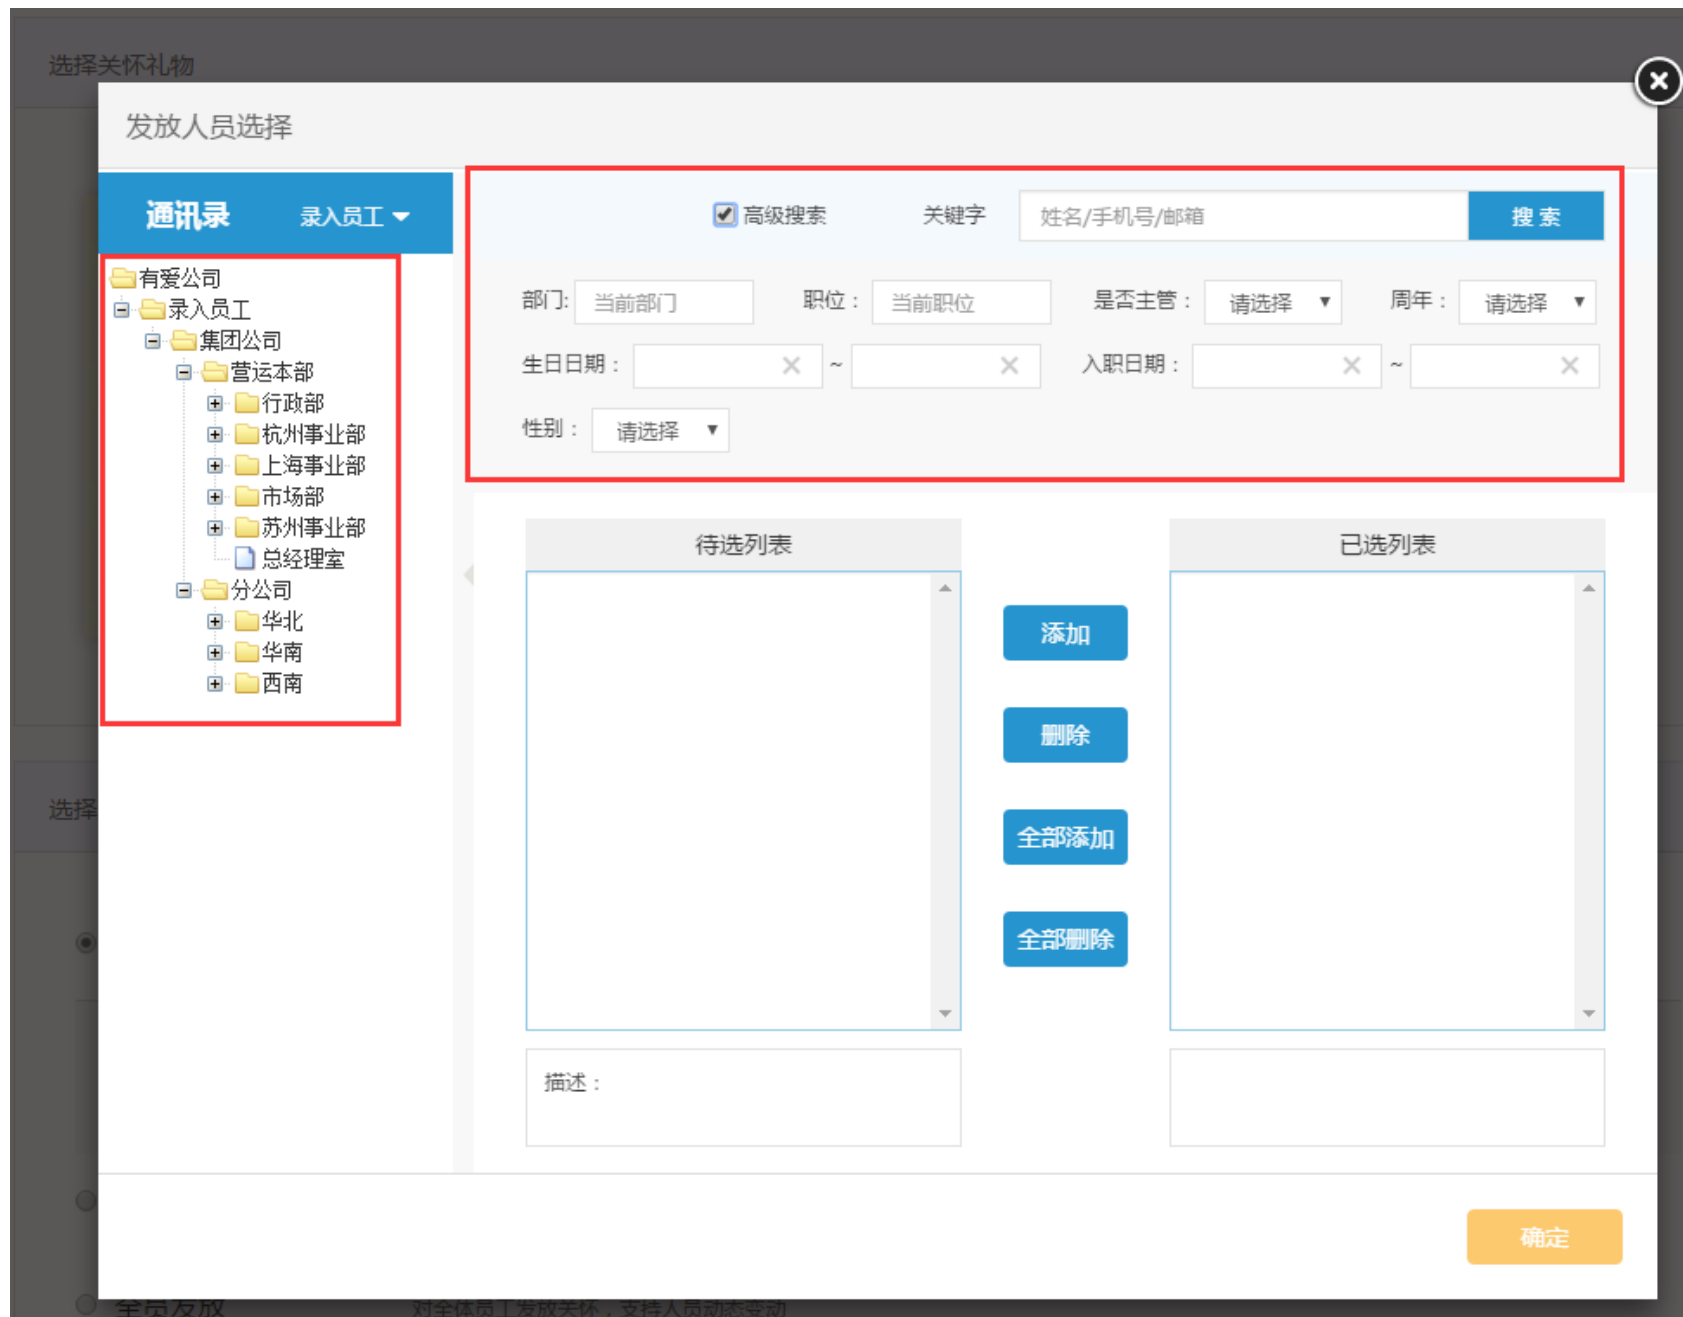 选择关怀礼物
发放人员选择
通讯录 录入员工
有爱公司
录入员工
集团公司
营运本部
行政部
杭州事业部
上海事业部
市场部
苏州事业部
总经理室
分公司
华北
华南
西南
高级搜索 关键字 姓名/手机号/邮箱 搜 索
部门: 当前部门 职位： 当前职位 是否主管： 请选择 周年： 请选择
生日日期： ~ 入职日期： ~
性别： 请选择
待选列表 已选列表
添加
删除
全部添加
全部删除
描述：
确定
选择
全员发放 对全体员工发放关怀，支持人员动态变动